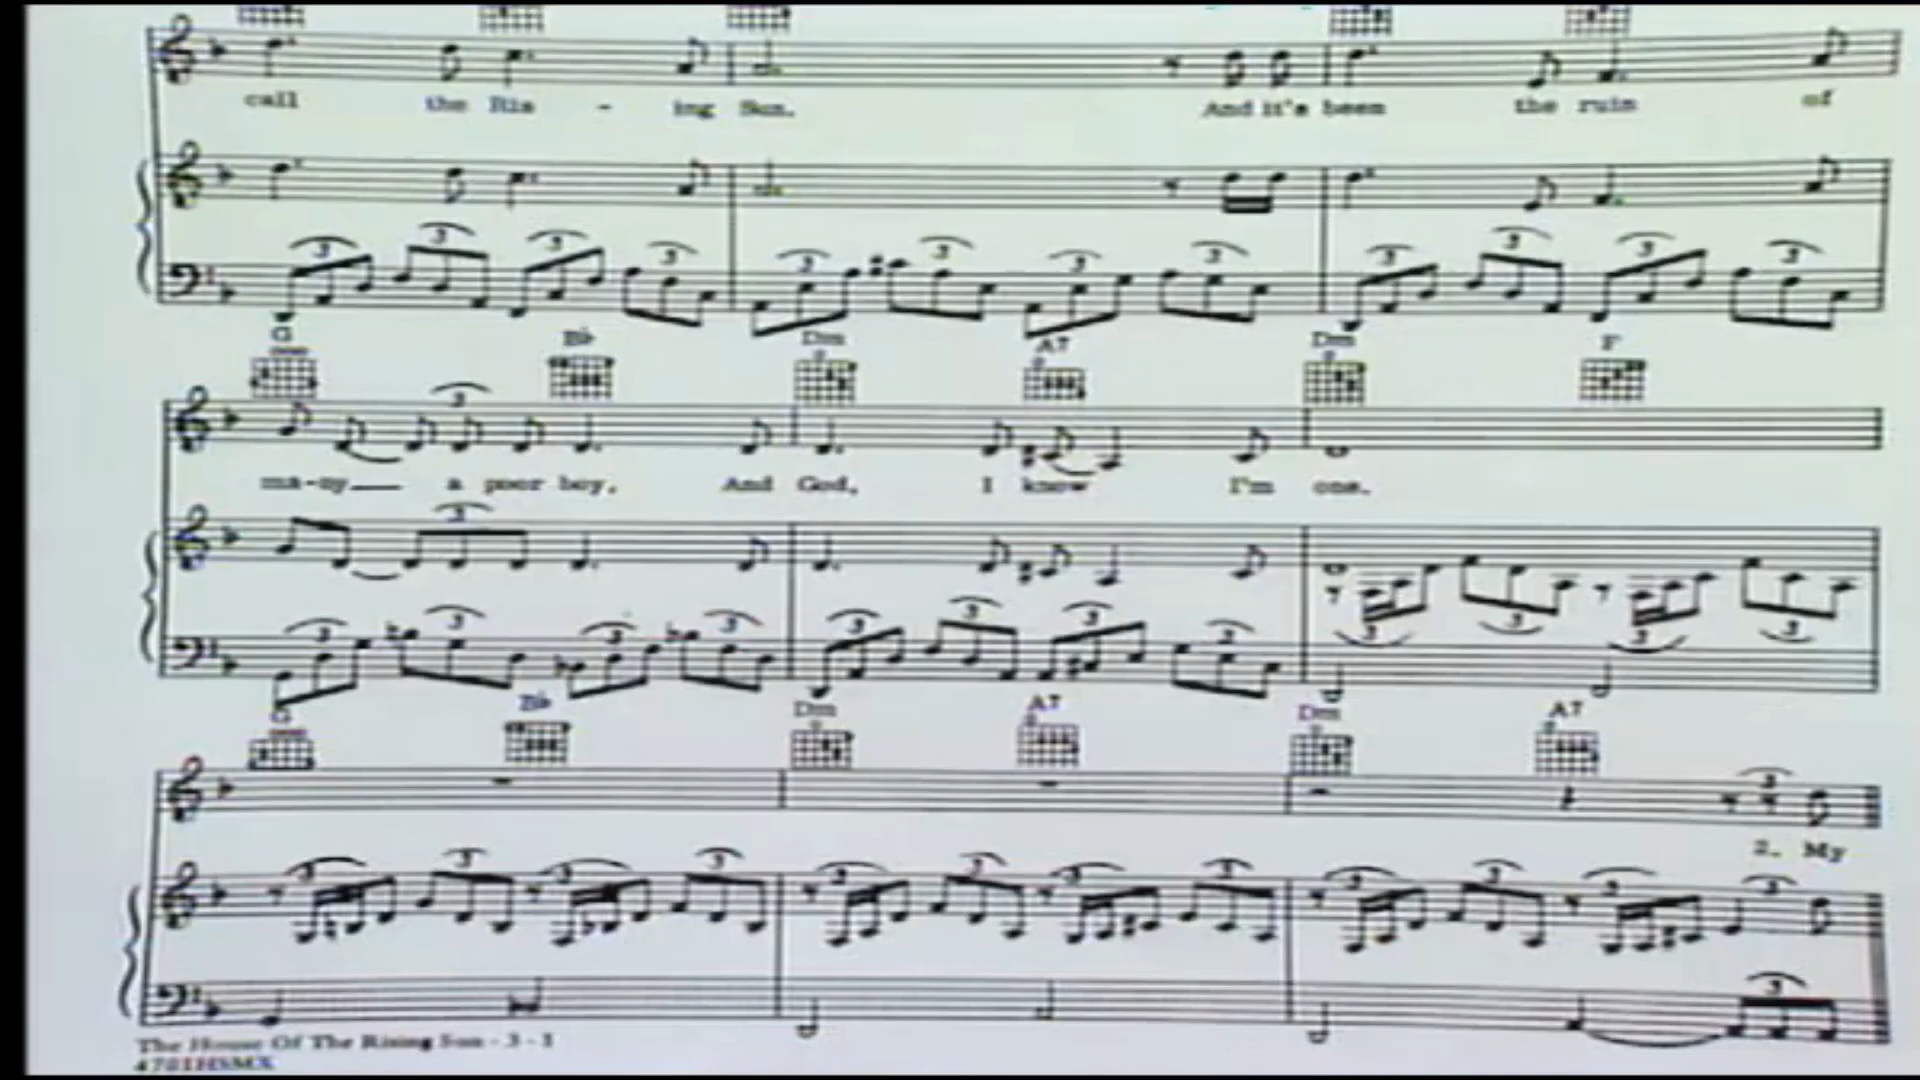 call the Ris - ing Sun. And it's been the ruin of
G Bb Dm A7 Dm F
ma-ny a poor boy, And God, I know I'm one.
G Bb Dm A7 Dm A7
2. My
The House Of The Rising Sun - 3 - 1
4701HSMX